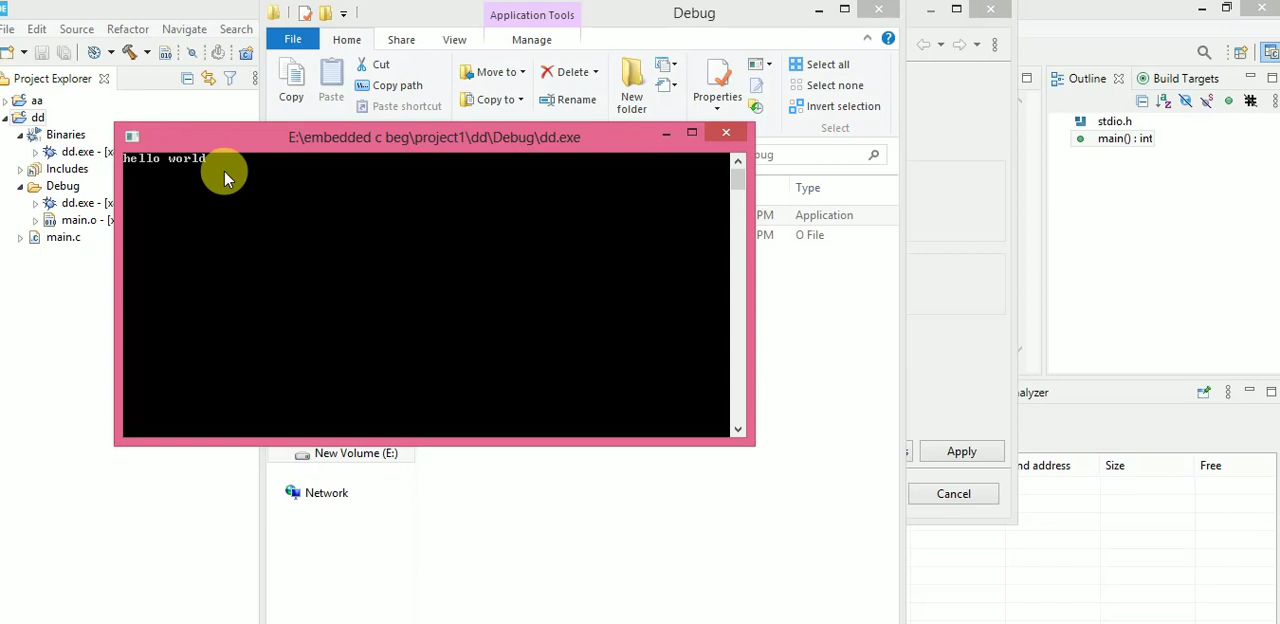 DE
Application Tools
Debug
File Edit Source Refactor Navigate Search
File Home Share View Manage
Project Explorer
aa
dd
Binaries
dd.exe - [x
Includes
Debug
dd.exe - [x
main.o - [x
main.c
Copy
Paste
Cut
Copy path
Paste shortcut
Move to
Copy to
Delete
Rename
New
folder
Properties
Select all
Select none
Invert selection
Select
E:\embedded c beg\project1\dd\Debug\dd.exe
hello world
bug
Type
PM Application
PM O File
New Volume (E:)
Network
Outline
Build Targets
stdio.h
main() : int
s
Apply
Cancel
nalyzer
nd address Size Free